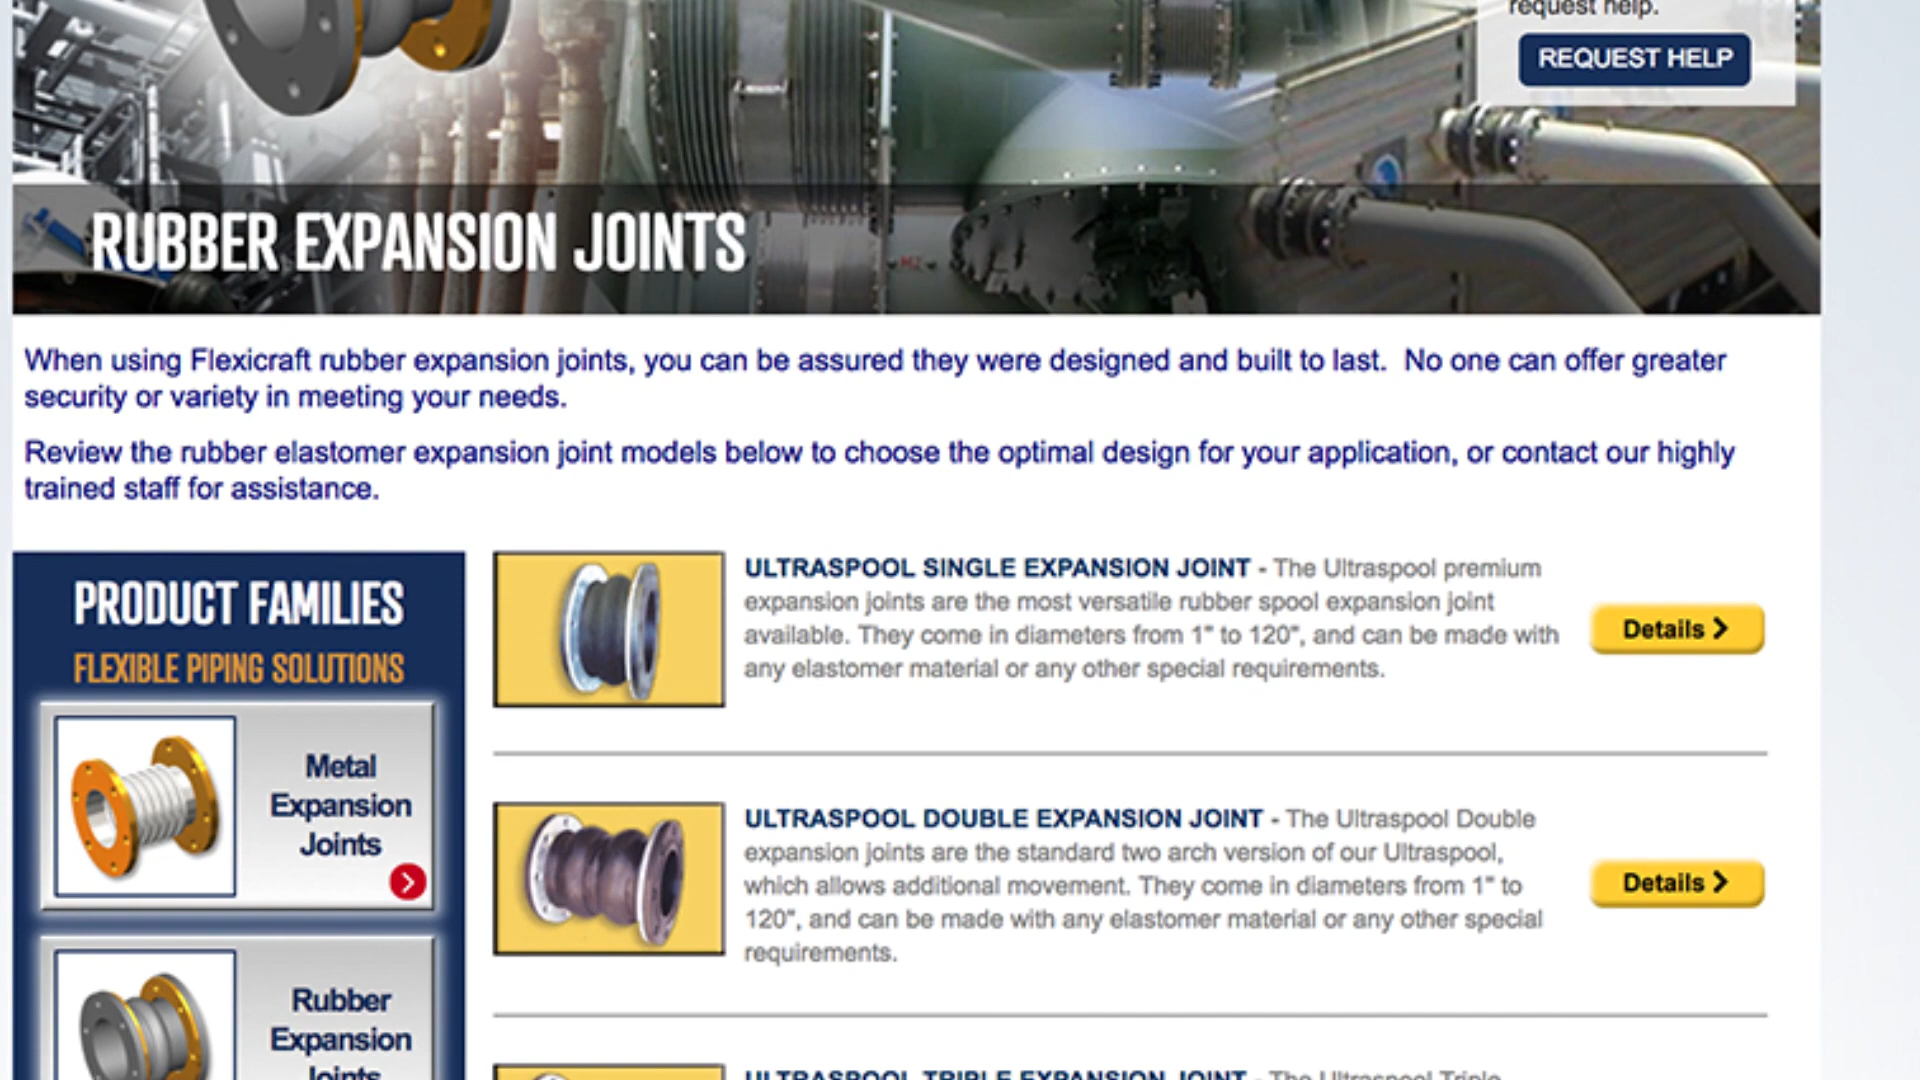 request help.
REQUEST HELP
RUBBER EXPANSION JOINTS
When using Flexicraft rubber expansion joints, you can be assured they were designed and built to last. No one can offer greater
security or variety in meeting your needs.
Review the rubber elastomer expansion joint models below to choose the optimal design for your application, or contact our highly
trained staff for assistance.
PRODUCT FAMILIES
FLEXIBLE PIPING SOLUTIONS
Metal
Expansion
Joints
Rubber
Expansion
Joints
ULTRASPOOL SINGLE EXPANSION JOINT - The Ultraspool premium
expansion joints are the most versatile rubber spool expansion joint
available. They come in diameters from 1" to 120", and can be made with
any elastomer material or any other special requirements.
Details
ULTRASPOOL DOUBLE EXPANSION JOINT - The Ultraspool Double
expansion joints are the standard two arch version of our Ultraspool,
which allows additional movement. They come in diameters from 1" to
120", and can be made with any elastomer material or any other special
requirements.
Details
ULTRASPOOL TRIPLE EXPANSION JOINT - The Ultraspool Triple